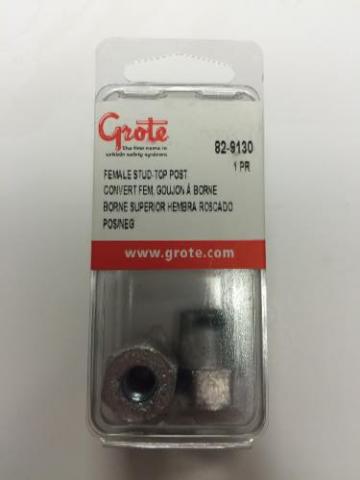 Grote
The first name in
vehicle safety systems
82-9130
1 PR
FEMALE STUD-TOP POST
CONVERT FEM, GOUJON À BORNE
BORNE SUPERIOR HEMBRA ROSCADO
POS/NEG
www.grote.com